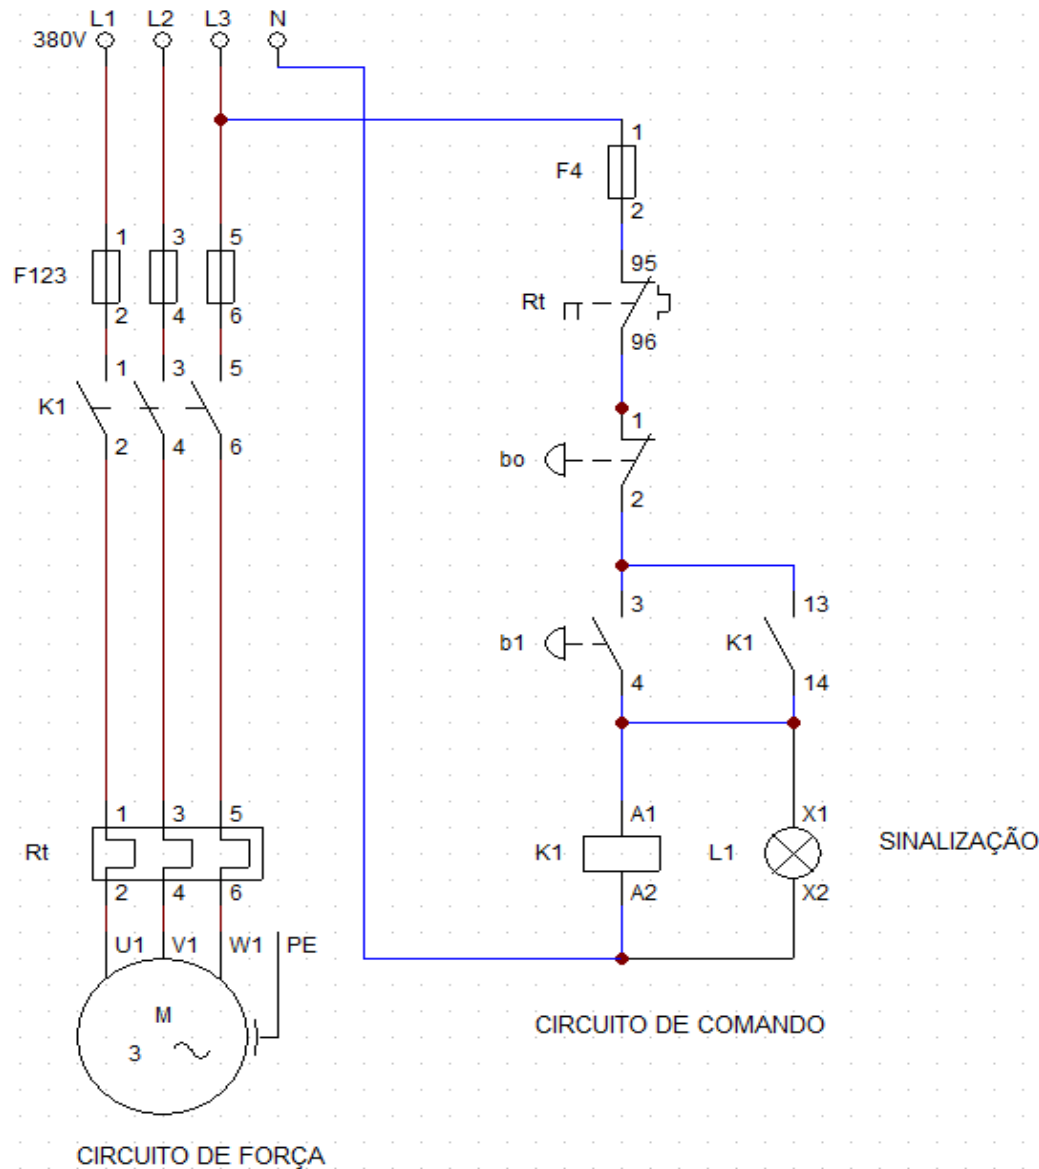 L1 L2 L3 N
380V
1
F4
2
1 3 5
F123
2 4 6
95
Rt
96
1 3 5
K1
2 4 6
1
bo
2
3 13
b1 K1
4 14
1 3 5
Rt
2 4 6
A1 X1
K1 L1 SINALIZAÇÃO
A2 X2
U1 V1 W1 PE
M
3
CIRCUITO DE COMANDO
CIRCUITO DE FORÇA